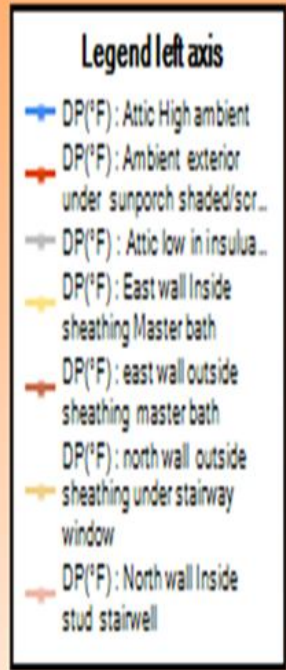 Legend left axis
DP(°F) : Attic High ambient
DP(°F) : Ambient exterior
under sunporch shaded/scr...
DP(°F) : Attic low in insulua...
DP(°F) : East wall Inside
sheathing Master bath
DP(°F) : east wall outside
sheathing master bath
DP(°F) : north wall outside
sheathing under stairway
window
DP(°F) : North wall Inside
stud stairwell